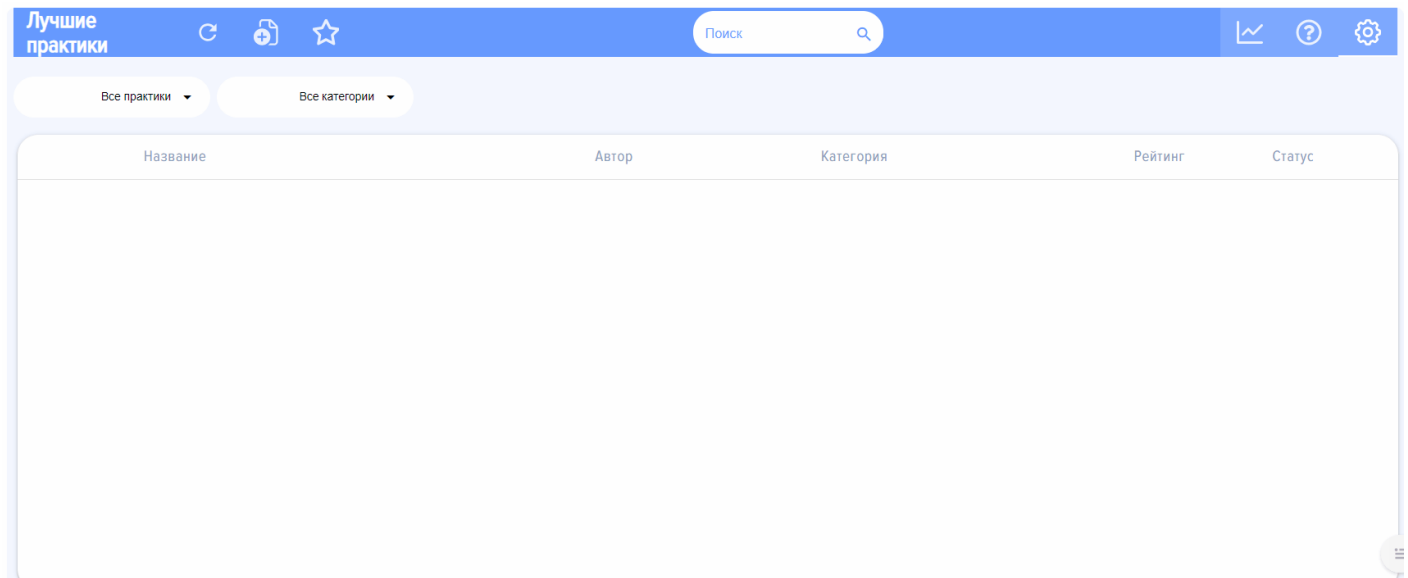 Лучшие
практики
Поиск
Все практики
Все категории
Название Автор Категория Рейтинг Статус